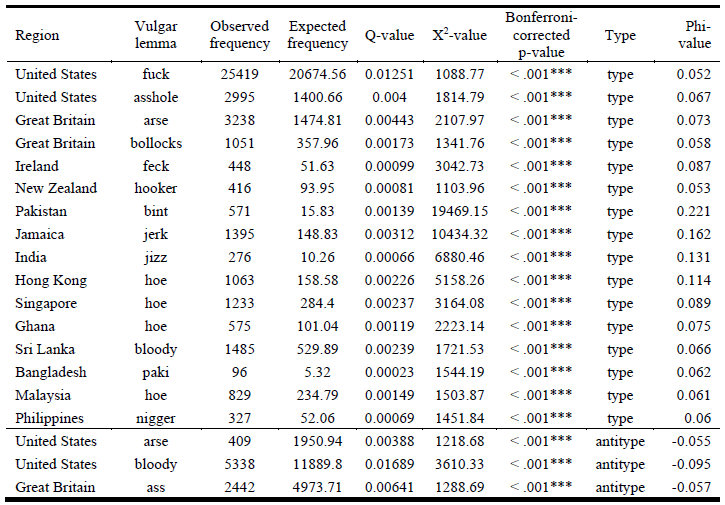 Region Vulgar lemma Observed frequency Expected frequency Q-value X²-value Bonferroni-corrected p-value Type Phi-value
United States fuck 25419 20674.56 0.01251 1088.77 < .001*** type 0.052
United States asshole 2995 1400.66 0.004 1814.79 < .001*** type 0.067
Great Britain arse 3238 1474.81 0.00443 2107.97 < .001*** type 0.073
Great Britain bollocks 1051 357.96 0.00173 1341.76 < .001*** type 0.058
Ireland feck 448 51.63 0.00099 3042.73 < .001*** type 0.087
New Zealand hooker 416 93.95 0.00081 1103.96 < .001*** type 0.053
Pakistan bint 571 15.83 0.00139 19469.15 < .001*** type 0.221
Jamaica jerk 1395 148.83 0.00312 10434.32 < .001*** type 0.162
India jizz 276 10.26 0.00066 6880.46 < .001*** type 0.131
Hong Kong hoe 1063 158.58 0.00226 5158.26 < .001*** type 0.114
Singapore hoe 1233 284.4 0.00237 3164.08 < .001*** type 0.089
Ghana hoe 575 101.04 0.00119 2223.14 < .001*** type 0.075
Sri Lanka bloody 1485 529.89 0.00239 1721.53 < .001*** type 0.066
Bangladesh paki 96 5.32 0.00023 1544.19 < .001*** type 0.062
Malaysia hoe 829 234.79 0.00149 1503.87 < .001*** type 0.061
Philippines nigger 327 52.06 0.00069 1451.84 < .001*** type 0.06
United States arse 409 1950.94 0.00388 1218.68 < .001*** antitype -0.055
United States bloody 5338 11889.8 0.01689 3610.33 < .001*** antitype -0.095
Great Britain ass 2442 4973.71 0.00641 1288.69 < .001*** antitype -0.057